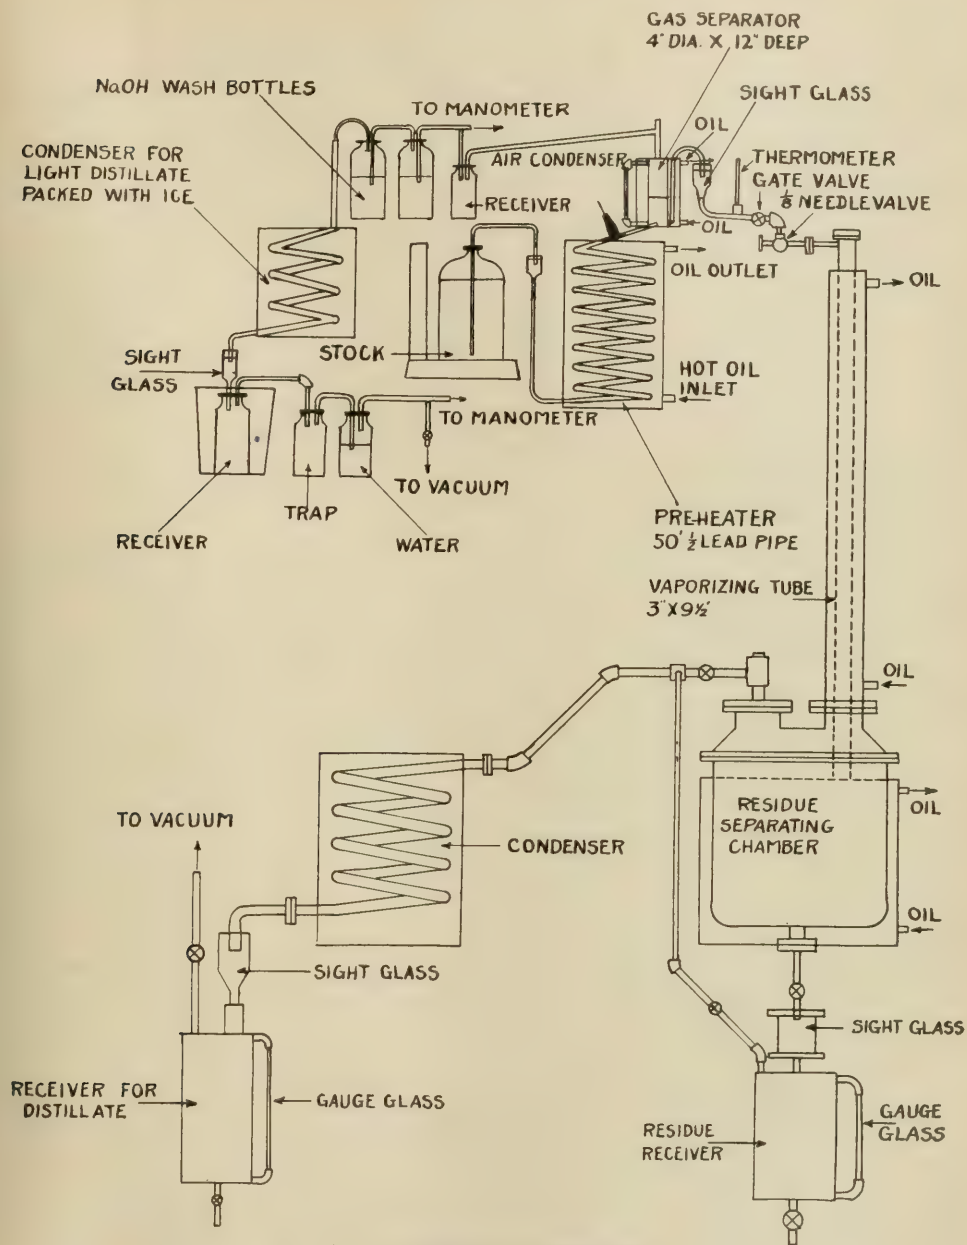 GAS SEPARATOR
4" DIA. X 12" DEEP
NaOH WASH BOTTLES
TO MANOMETER
SIGHT GLASS
OIL
CONDENSER FOR
LIGHT DISTILLATE
PACKED WITH ICE
AIR CONDENSER
THERMOMETER
GATE VALVE
⅛ NEEDLE VALVE
RECEIVER
OIL
OIL OUTLET
OIL
STOCK
SIGHT
GLASS
HOT OIL
INLET
TO MANOMETER
TO VACUUM
TRAP
RECEIVER
WATER
PREHEATER
50' ½ LEAD PIPE
VAPORIZING TUBE
3" X 9½'
OIL
TO VACUUM
RESIDUE
SEPARATING
CHAMBER
OIL
CONDENSER
OIL
SIGHT GLASS
SIGHT GLASS
RECEIVER FOR
DISTILLATE
GAUGE GLASS
GAUGE
GLASS
RESIDUE
RECEIVER